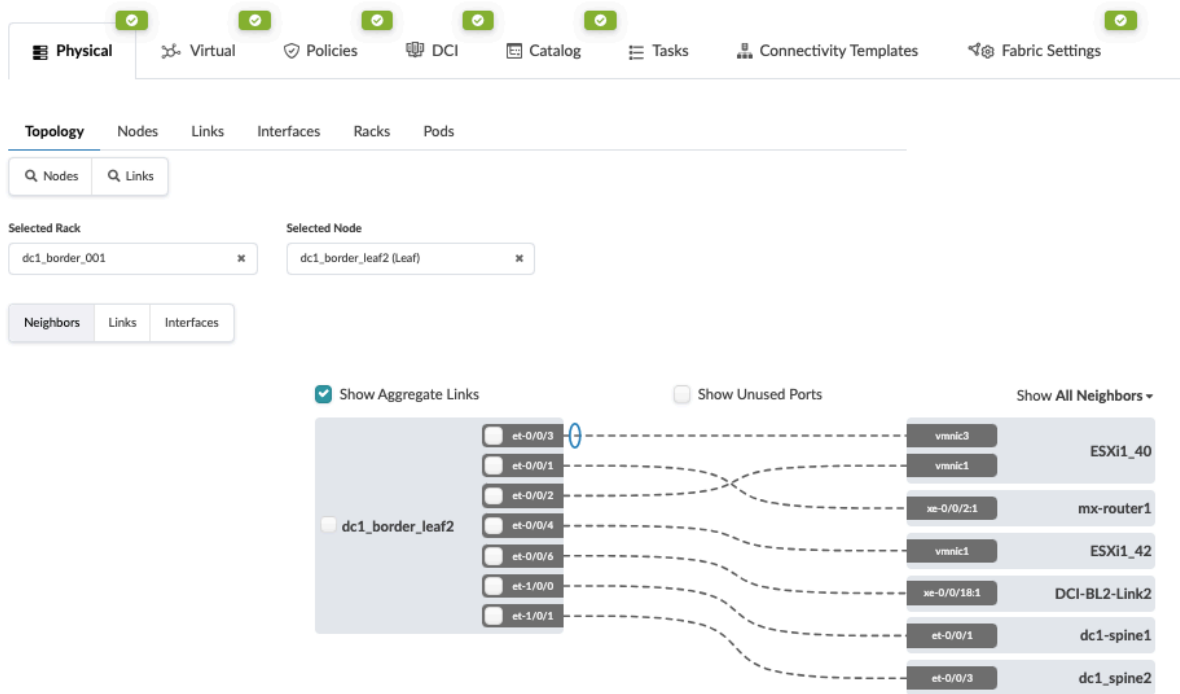 Physical Virtual Policies DCI Catalog Tasks Connectivity Templates Fabric Settings
Topology Nodes Links Interfaces Racks Pods
Nodes Links
Selected Rack Selected Node
dc1_border_001 dc1_border_leaf2 (Leaf)
Neighbors Links Interfaces
Show Aggregate Links Show Unused Ports Show All Neighbors
et-0/0/3 vmnic3
ESXi1_40
et-0/0/1 vmnic1
et-0/0/2 xe-0/0/2:1 mx-router1
dc1_border_leaf2 et-0/0/4
vmnic1 ESXi1_42
et-0/0/6
et-1/0/0 xe-0/0/18:1 DCI-BL2-Link2
et-1/0/1
et-0/0/1 dc1-spine1
et-0/0/3 dc1_spine2